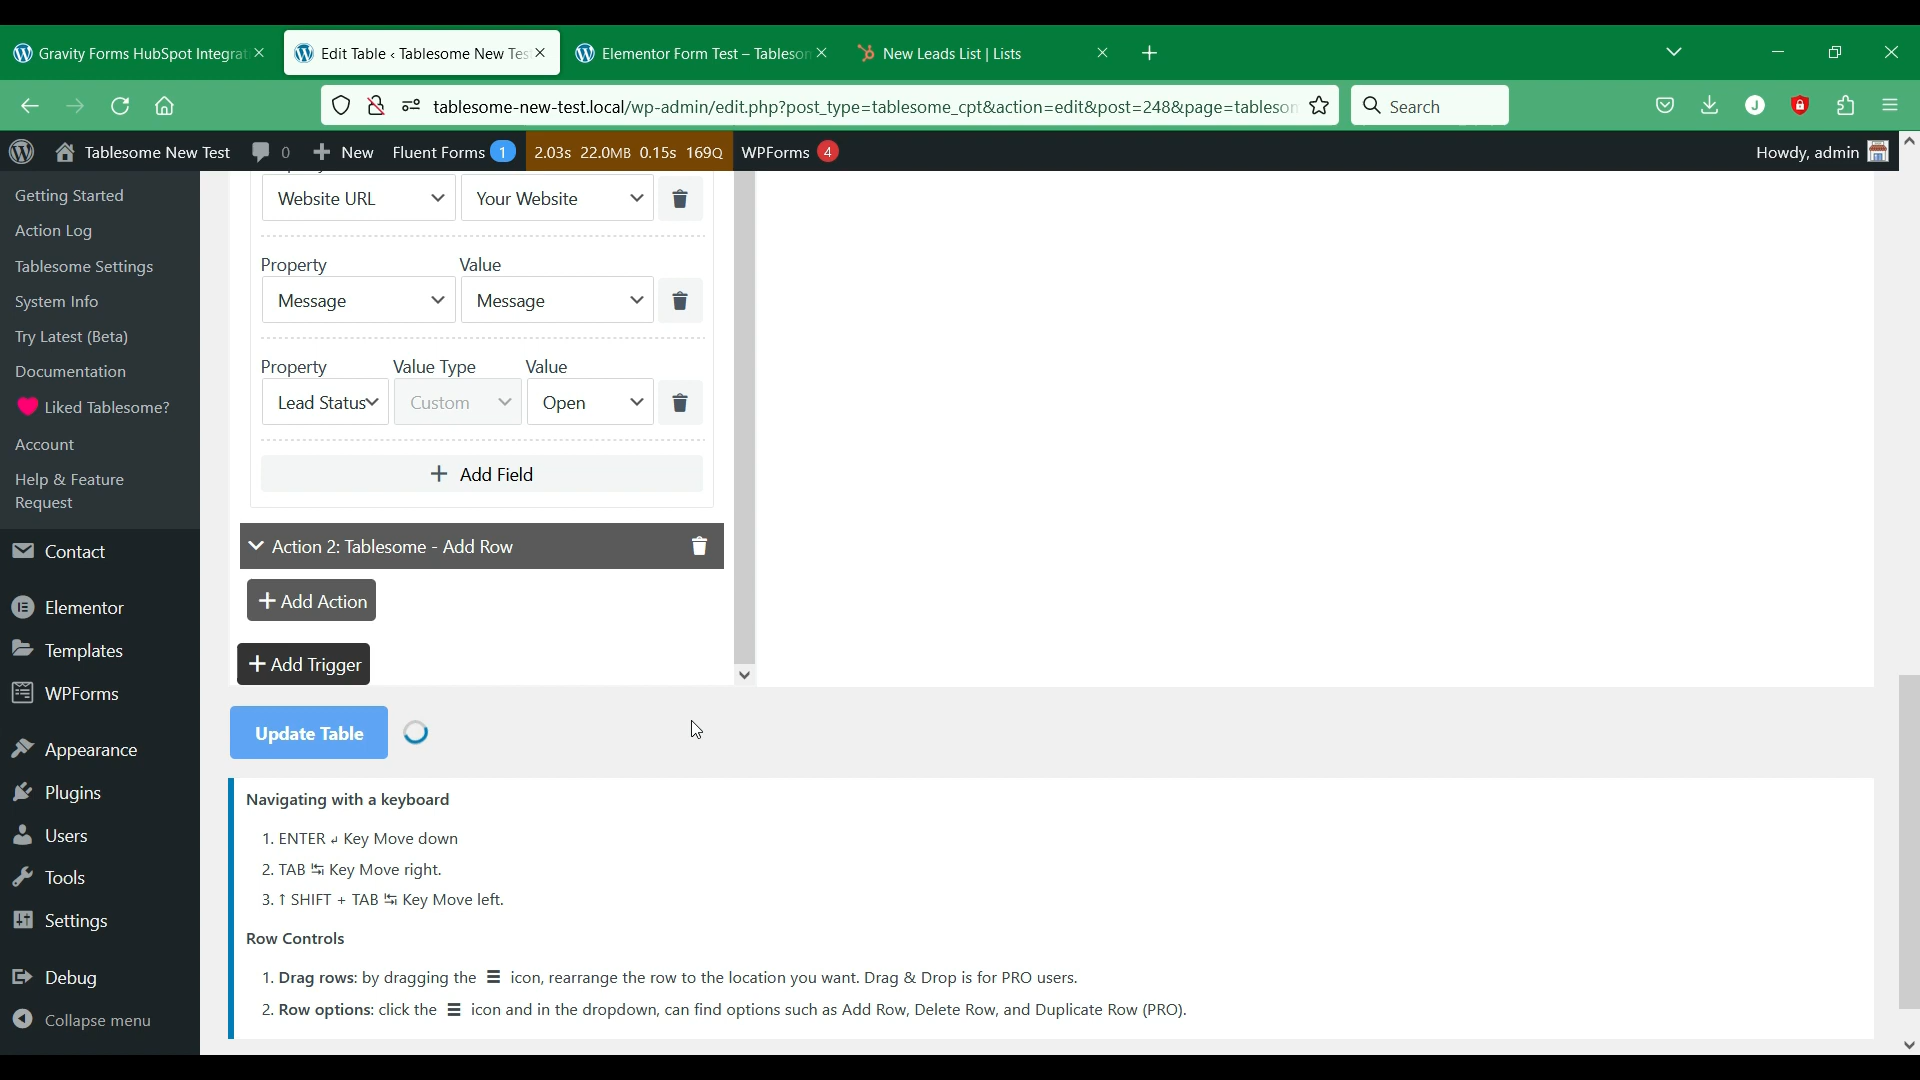 Gravity Forms HubSpot Integrat
Edit Table ‹ Tablesome New Tes
Elementor Form Test – Tableson
New Leads List | Lists
tablesome-new-test.local/wp-admin/edit.php?post_type=tablesome_cpt&action=edit&post=248&page=tableson
Search
Tablesome New Test
0
New
Fluent Forms 1
2.03s 22.0MB 0.15s 169Q
WPForms 4
Howdy, admin
Getting Started
Action Log
Tablesome Settings
System Info
Try Latest (Beta)
Documentation
Liked Tablesome?
Account
Help & Feature
Request
Contact
Elementor
Templates
WPForms
Appearance
Plugins
Users
Tools
Settings
Debug
Collapse menu
Website URL
Your Website
Property
Value
Message
Message
Property
Value Type
Value
Lead Status
Custom
Open
+ Add Field
Action 2: Tablesome - Add Row
+ Add Action
+ Add Trigger
Update Table
Navigating with a keyboard
1. ENTER ↲ Key Move down
2. TAB ↹ Key Move right.
3. ↑ SHIFT + TAB ↹ Key Move left.
Row Controls
1. Drag rows: by dragging the ☰ icon, rearrange the row to the location you want. Drag & Drop is for PRO users.
2. Row options: click the ☰ icon and in the dropdown, can find options such as Add Row, Delete Row, and Duplicate Row (PRO).